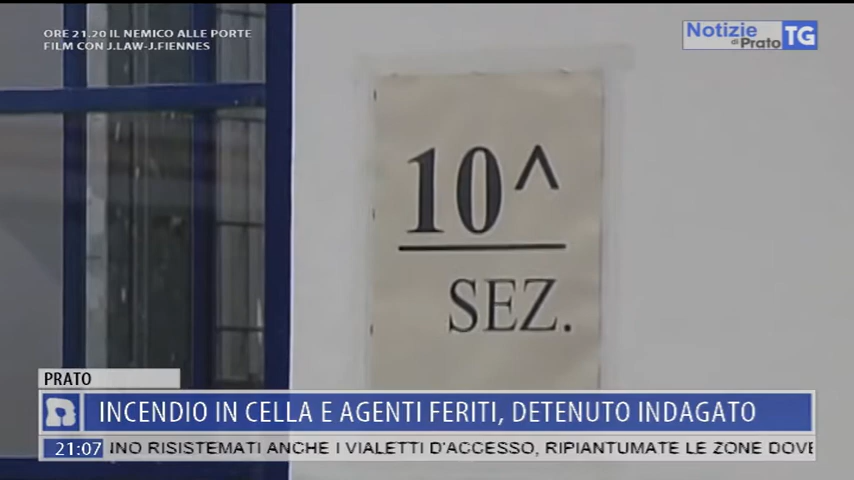 ORE 21.20 IL NEMICO ALLE PORTE
FILM CON J.LAW-J.FIENNES
Notizie
di Prato TG
10^
SEZ.
PRATO
INCENDIO IN CELLA E AGENTI FERITI, DETENUTO INDAGATO
21:07 INO RISISTEMATI ANCHE I VIALETTI D'ACCESSO, RIPIANTUMATE LE ZONE DOVE